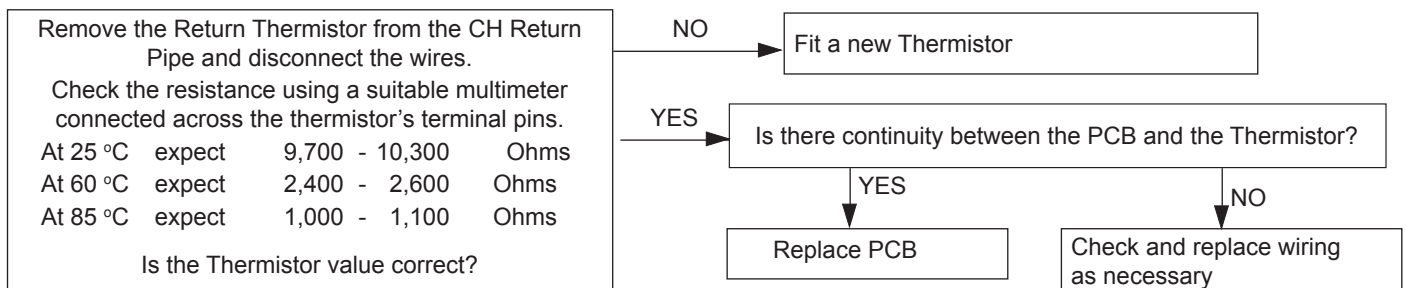 Remove the Return Thermistor from the CH Return
Pipe and disconnect the wires.
Check the resistance using a suitable multimeter
connected across the thermistor’s terminal pins.
At 25 °C expect 9,700 - 10,300 Ohms
At 60 °C expect 2,400 - 2,600 Ohms
At 85 °C expect 1,000 - 1,100 Ohms
Is the Thermistor value correct?
NO
Fit a new Thermistor
YES
Is there continuity between the PCB and the Thermistor?
YES
Replace PCB
NO
Check and replace wiring
as necessary